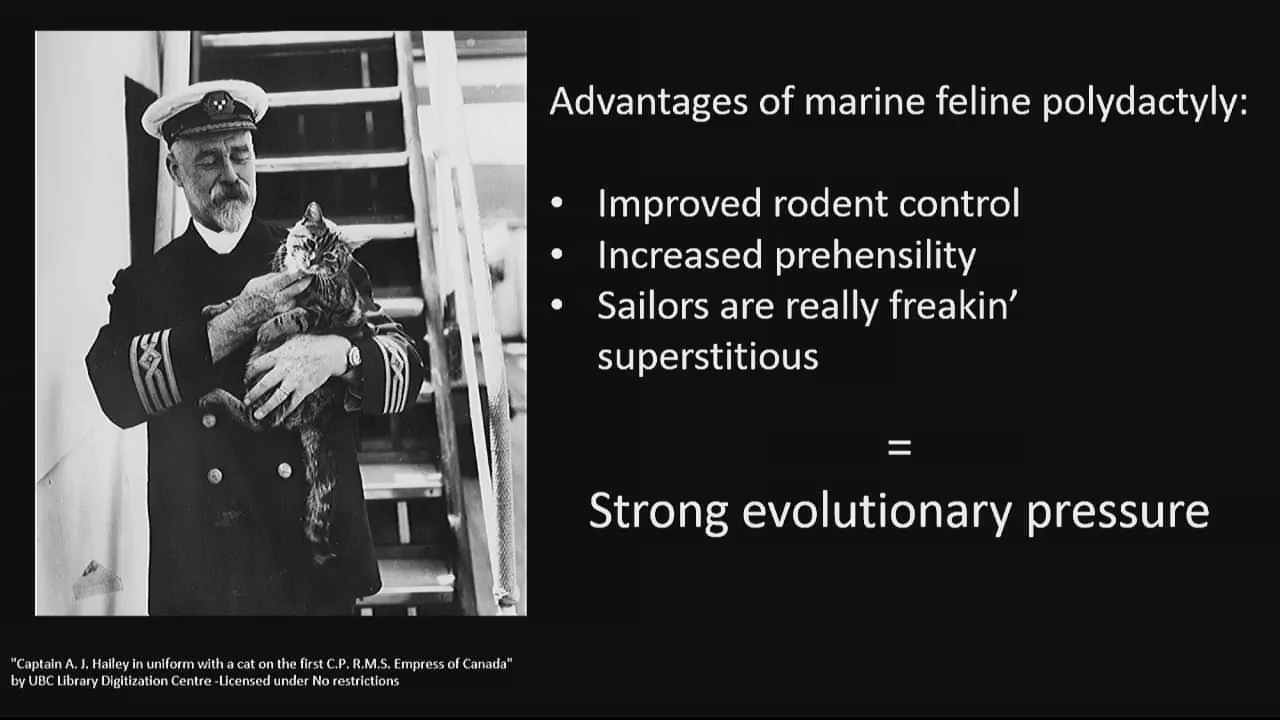 Advantages of marine feline polydactyly:
• Improved rodent control
• Increased prehensility
• Sailors are really freakin’
superstitious
=
Strong evolutionary pressure
"Captain A. J. Hailey in uniform with a cat on the first C.P. R.M.S. Empress of Canada"
by UBC Library Digitization Centre -Licensed under No restrictions